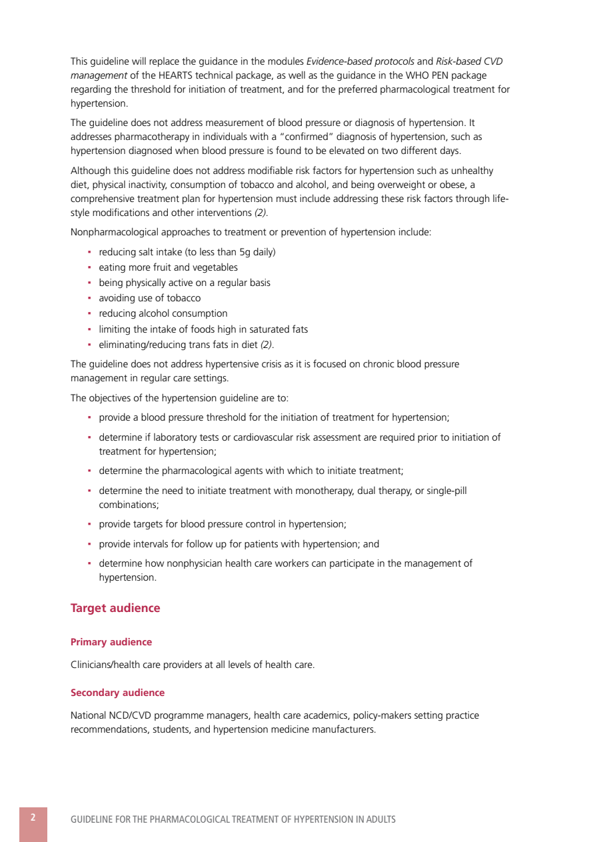 This guideline will replace the guidance in the modules Evidence-based protocols and Risk-based CVD
management of the HEARTS technical package, as well as the guidance in the WHO PEN package
regarding the threshold for initiation of treatment, and for the preferred pharmacological treatment for
hypertension.
The guideline does not address measurement of blood pressure or diagnosis of hypertension. It
addresses pharmacotherapy in individuals with a “confirmed” diagnosis of hypertension, such as
hypertension diagnosed when blood pressure is found to be elevated on two different days.
Although this guideline does not address modifiable risk factors for hypertension such as unhealthy
diet, physical inactivity, consumption of tobacco and alcohol, and being overweight or obese, a
comprehensive treatment plan for hypertension must include addressing these risk factors through life-
style modifications and other interventions (2).
Nonpharmacological approaches to treatment or prevention of hypertension include:
• reducing salt intake (to less than 5g daily)
• eating more fruit and vegetables
• being physically active on a regular basis
• avoiding use of tobacco
• reducing alcohol consumption
• limiting the intake of foods high in saturated fats
• eliminating/reducing trans fats in diet (2).
The guideline does not address hypertensive crisis as it is focused on chronic blood pressure
management in regular care settings.
The objectives of the hypertension guideline are to:
• provide a blood pressure threshold for the initiation of treatment for hypertension;
• determine if laboratory tests or cardiovascular risk assessment are required prior to initiation of
treatment for hypertension;
• determine the pharmacological agents with which to initiate treatment;
• determine the need to initiate treatment with monotherapy, dual therapy, or single-pill
combinations;
• provide targets for blood pressure control in hypertension;
• provide intervals for follow up for patients with hypertension; and
• determine how nonphysician health care workers can participate in the management of
hypertension.
Target audience
Primary audience
Clinicians/health care providers at all levels of health care.
Secondary audience
National NCD/CVD programme managers, health care academics, policy-makers setting practice
recommendations, students, and hypertension medicine manufacturers.
2 GUIDELINE FOR THE PHARMACOLOGICAL TREATMENT OF HYPERTENSION IN ADULTS